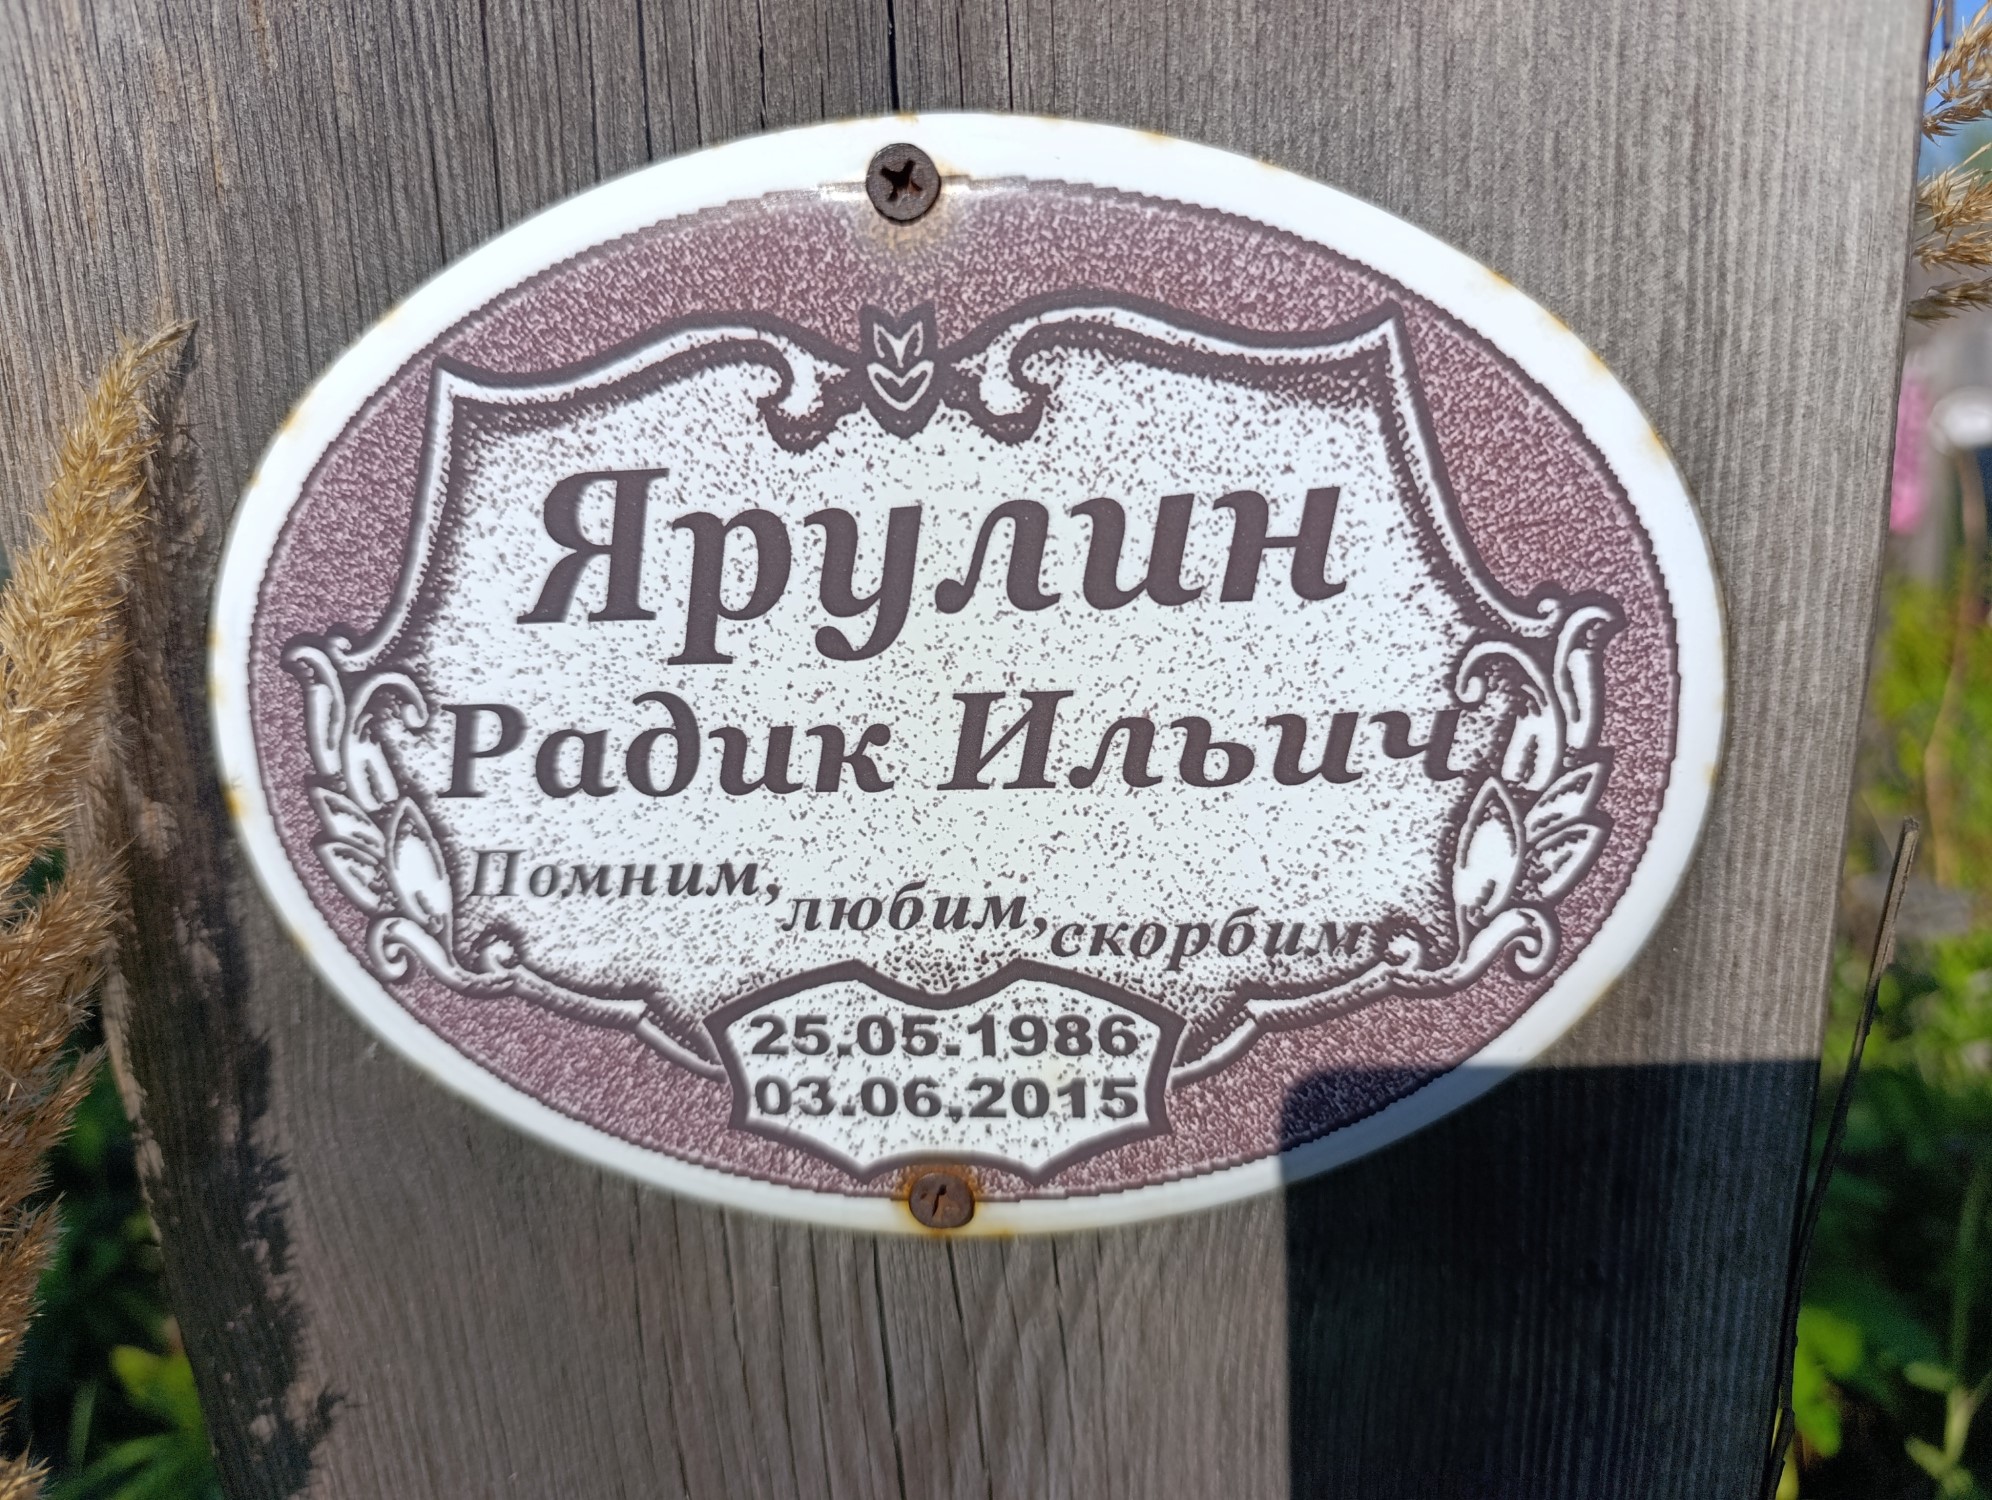 Ярулин
Радик Ильич
Помним, любим, скорбим
25.05.1986
03.06.2015